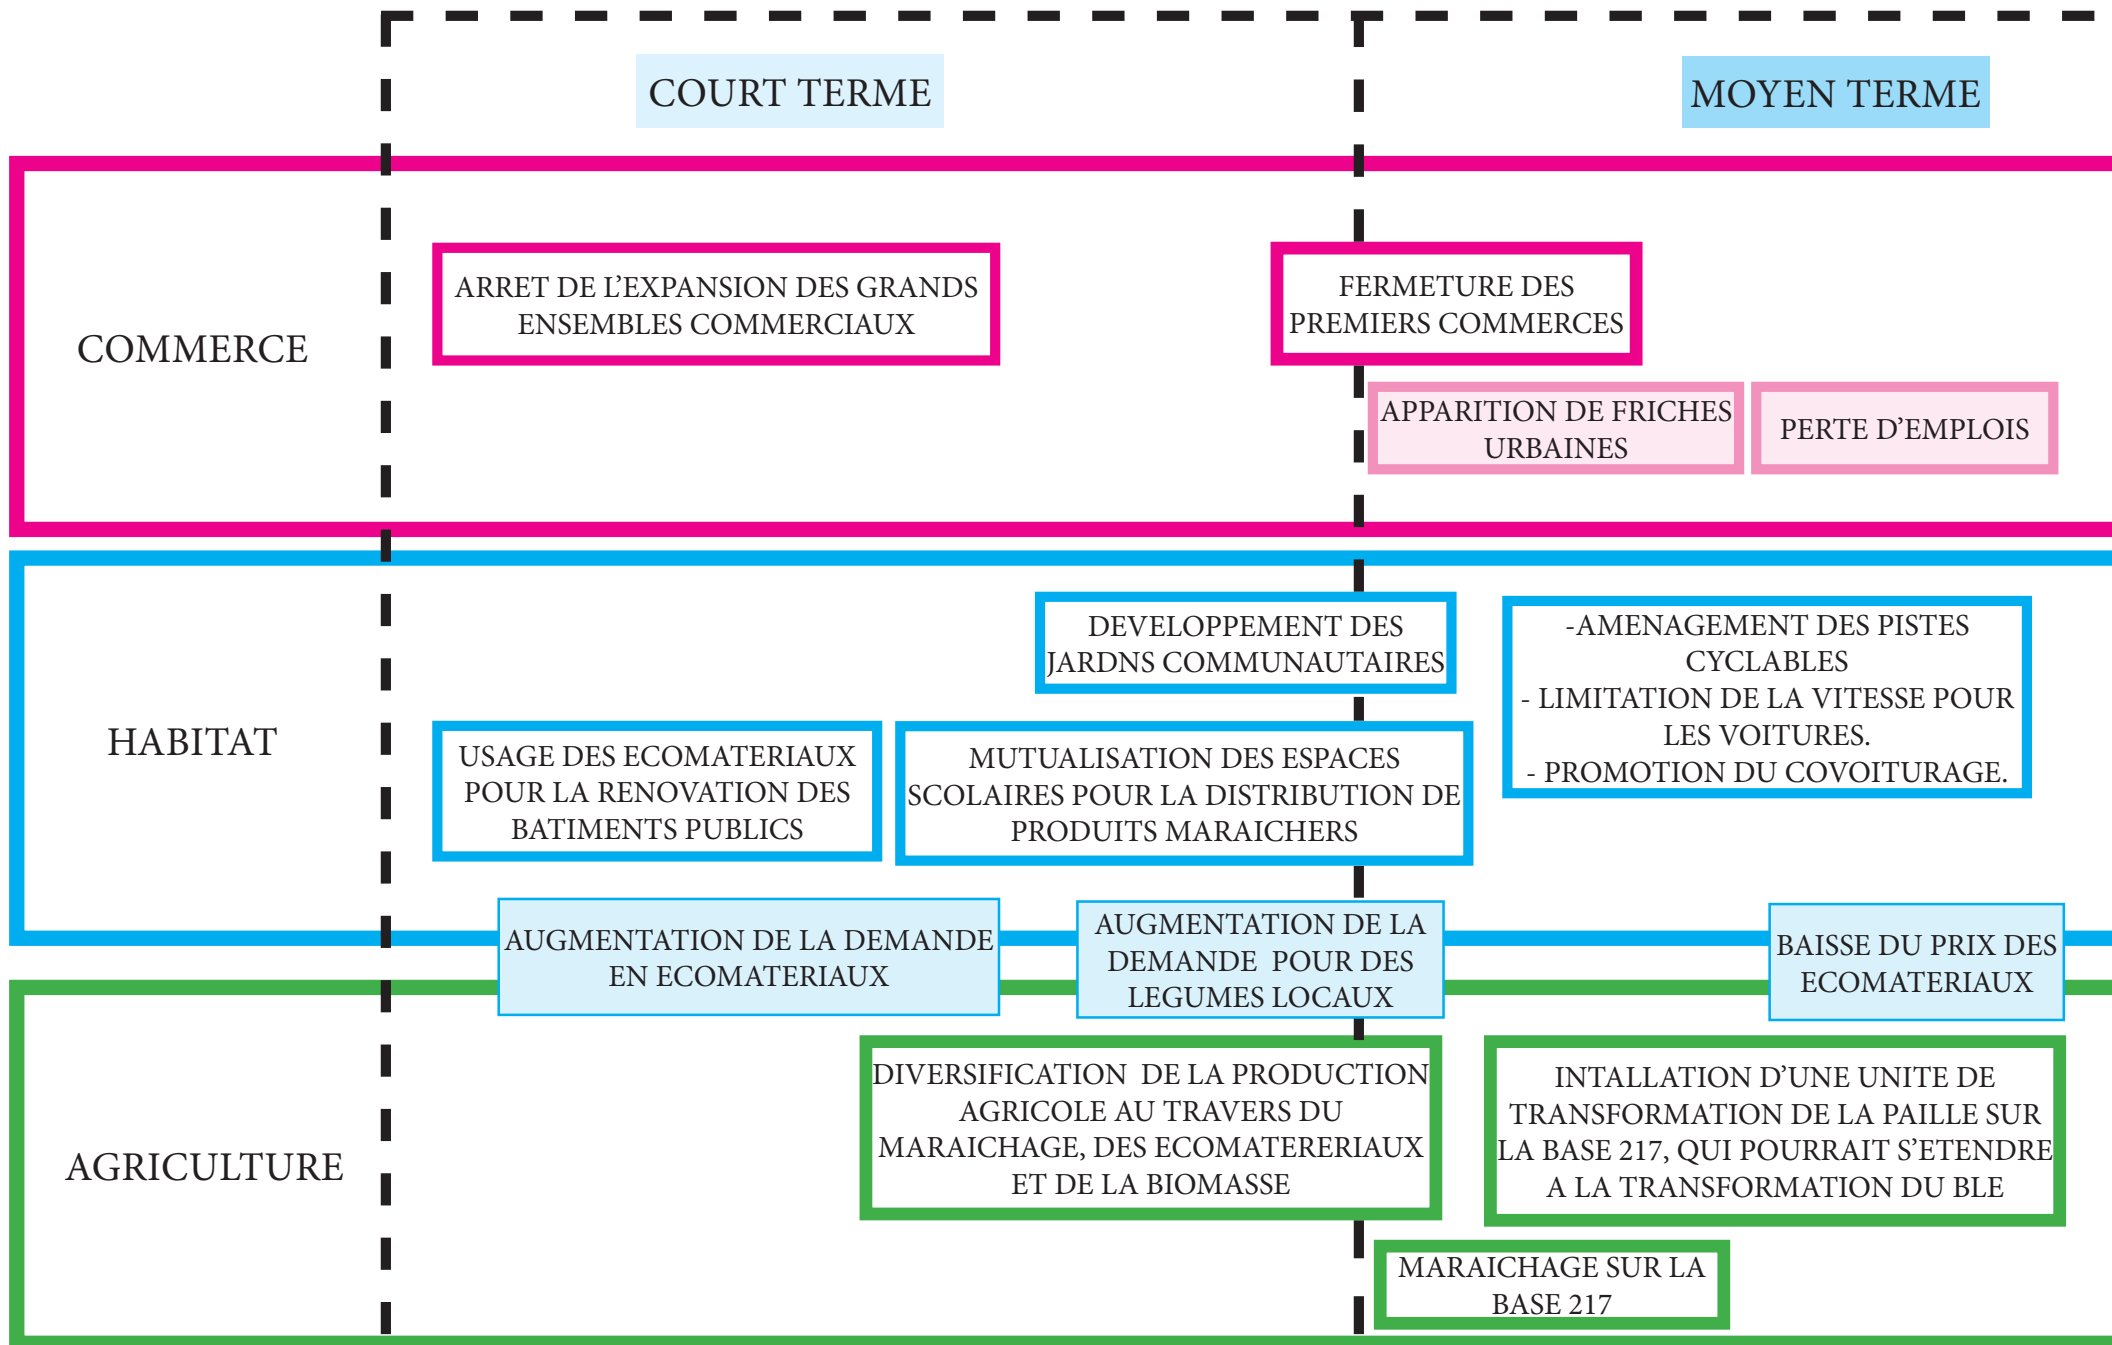 COURT TERME
MOYEN TERME
COMMERCE
ARRET DE L'EXPANSION DES GRANDS
ENSEMBLES COMMERCIAUX
FERMETURE DES
PREMIERS COMMERCES
APPARITION DE FRICHES
URBAINES
PERTE D'EMPLOIS
HABITAT
DEVELOPPEMENT DES
JARDNS COMMUNAUTAIRES
-AMENAGEMENT DES PISTES
CYCLABLES
- LIMITATION DE LA VITESSE POUR
LES VOITURES.
- PROMOTION DU COVOITURAGE.
USAGE DES ECOMATERIAUX
POUR LA RENOVATION DES
BATIMENTS PUBLICS
MUTUALISATION DES ESPACES
SCOLAIRES POUR LA DISTRIBUTION DE
PRODUITS MARAICHERS
AUGMENTATION DE LA DEMANDE
EN ECOMATERIAUX
AUGMENTATION DE LA
DEMANDE  POUR DES
LEGUMES LOCAUX
BAISSE DU PRIX DES
ECOMATERIAUX
AGRICULTURE
DIVERSIFICATION  DE LA PRODUCTION
AGRICOLE AU TRAVERS DU
MARAICHAGE, DES ECOMATERERIAUX
ET DE LA BIOMASSE
INTALLATION D'UNE UNITE DE
TRANSFORMATION DE LA PAILLE SUR
LA BASE 217, QUI POURRAIT S'ETENDRE
A LA TRANSFORMATION DU BLE
MARAICHAGE SUR LA
BASE 217